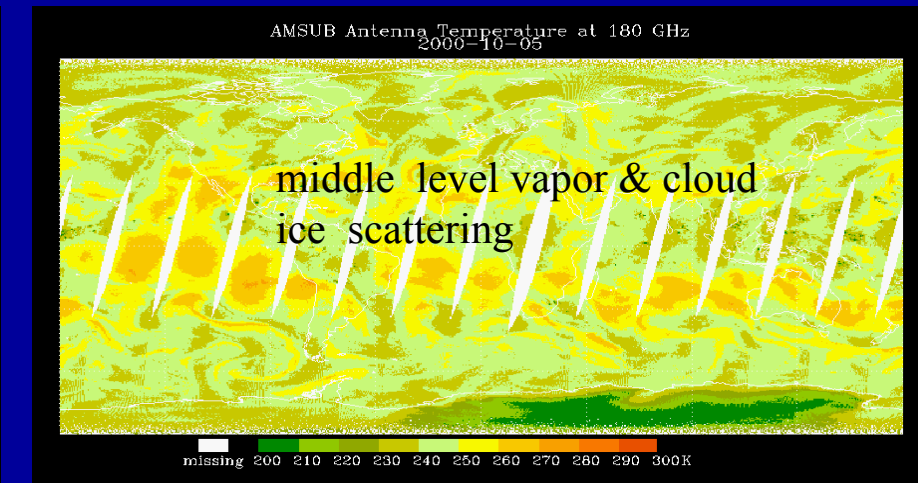 AMSUB Antenna Temperature at 180 GHz
2000-10-05
middle level vapor & cloud
ice scattering
missing 200 210 220 230 240 250 260 270 280 290 300K